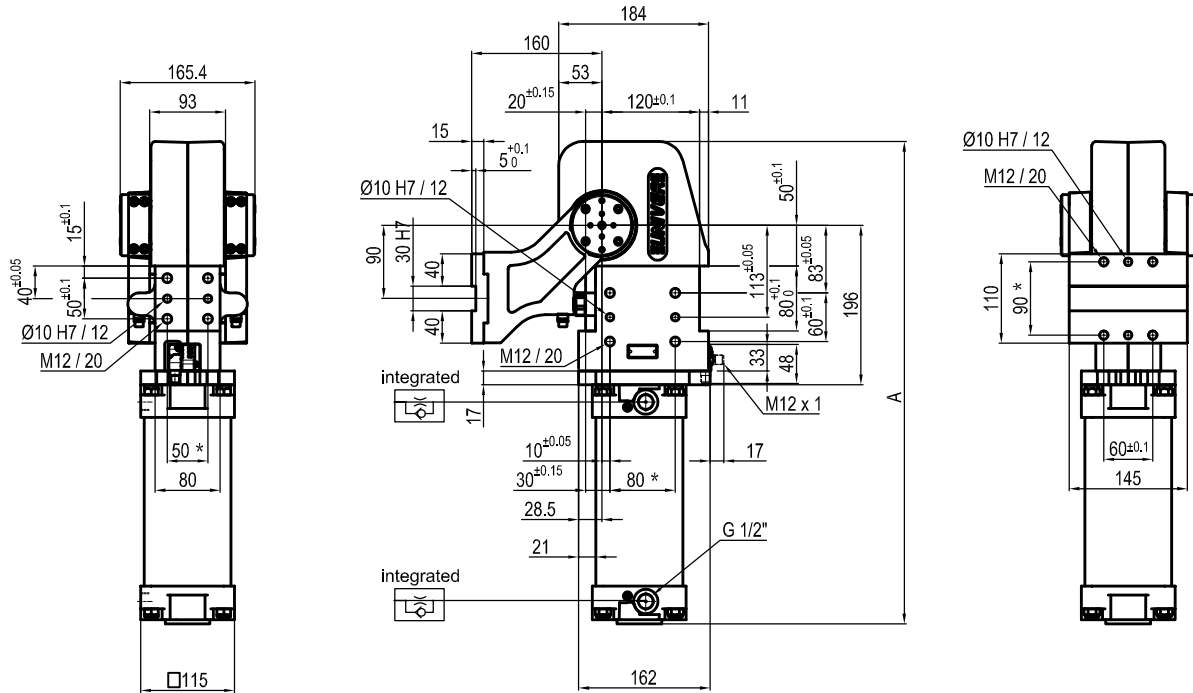 165.4
93
15±0.1
40±0.05
50±0.1
Ø10 H7 / 12
M12 / 20
50 *
80
□115
184
160
53
20±0.15
120±0.1
11
15
5 +0.1 0
Ø10 H7 / 12
90
30 H7
40
40
M12 / 20
integrated
17
50±0.1
113±0.05
83±0.05
80 +0.1 0
60±0.1
196
33
48
M12 x 1
A
10±0.05
17
30±0.15
80 *
28.5
21
G 1/2"
integrated
162
Ø10 H7 / 12
M12 / 20
110
90 *
60±0.1
145